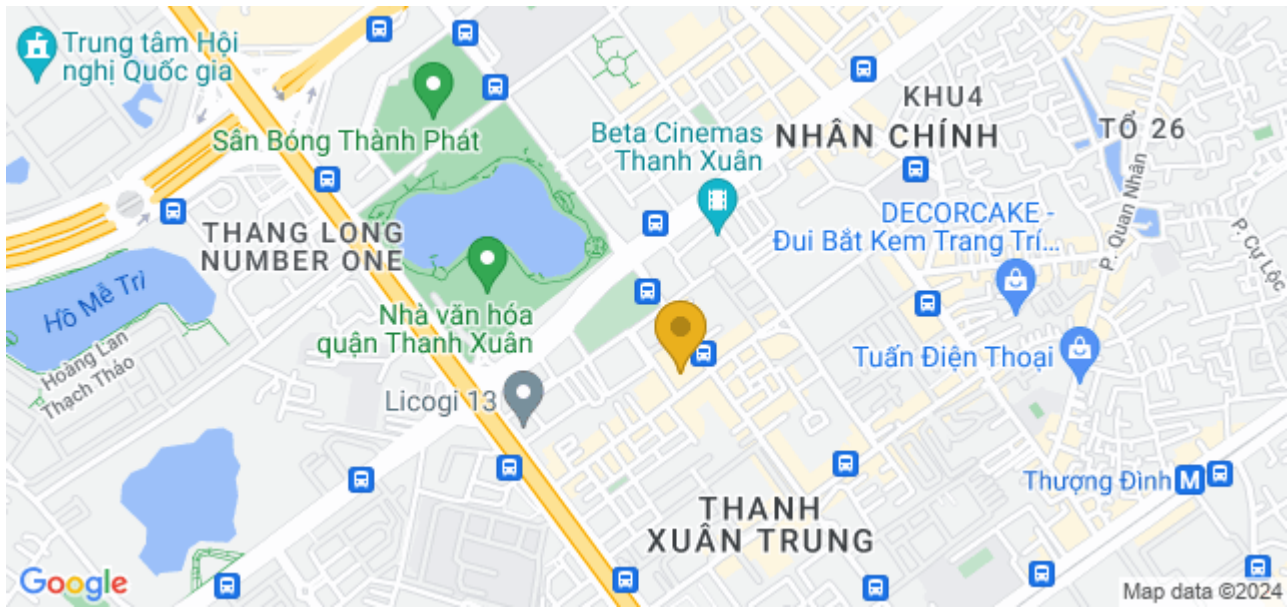 Trung tâm Hội
nghị Quốc gia
Sân Bóng Thành Phát
KHU4
NHÂN CHÍNH
TỔ 26
Beta Cinemas
Thanh Xuân
P. Quan Nhân
P. Cự Lộc
DECORCAKE -
Đui Bắt Kem Trang Trí...
THANG LONG
NUMBER ONE
Hồ Mễ Trì
Nhà văn hóa
quận Thanh Xuân
Hoàng Lan
Thạch Thảo
Tuấn Điện Thoại
Licogi 13
Thượng Đình
M
THANH
XUÂN TRUNG
Google
Map data ©2024